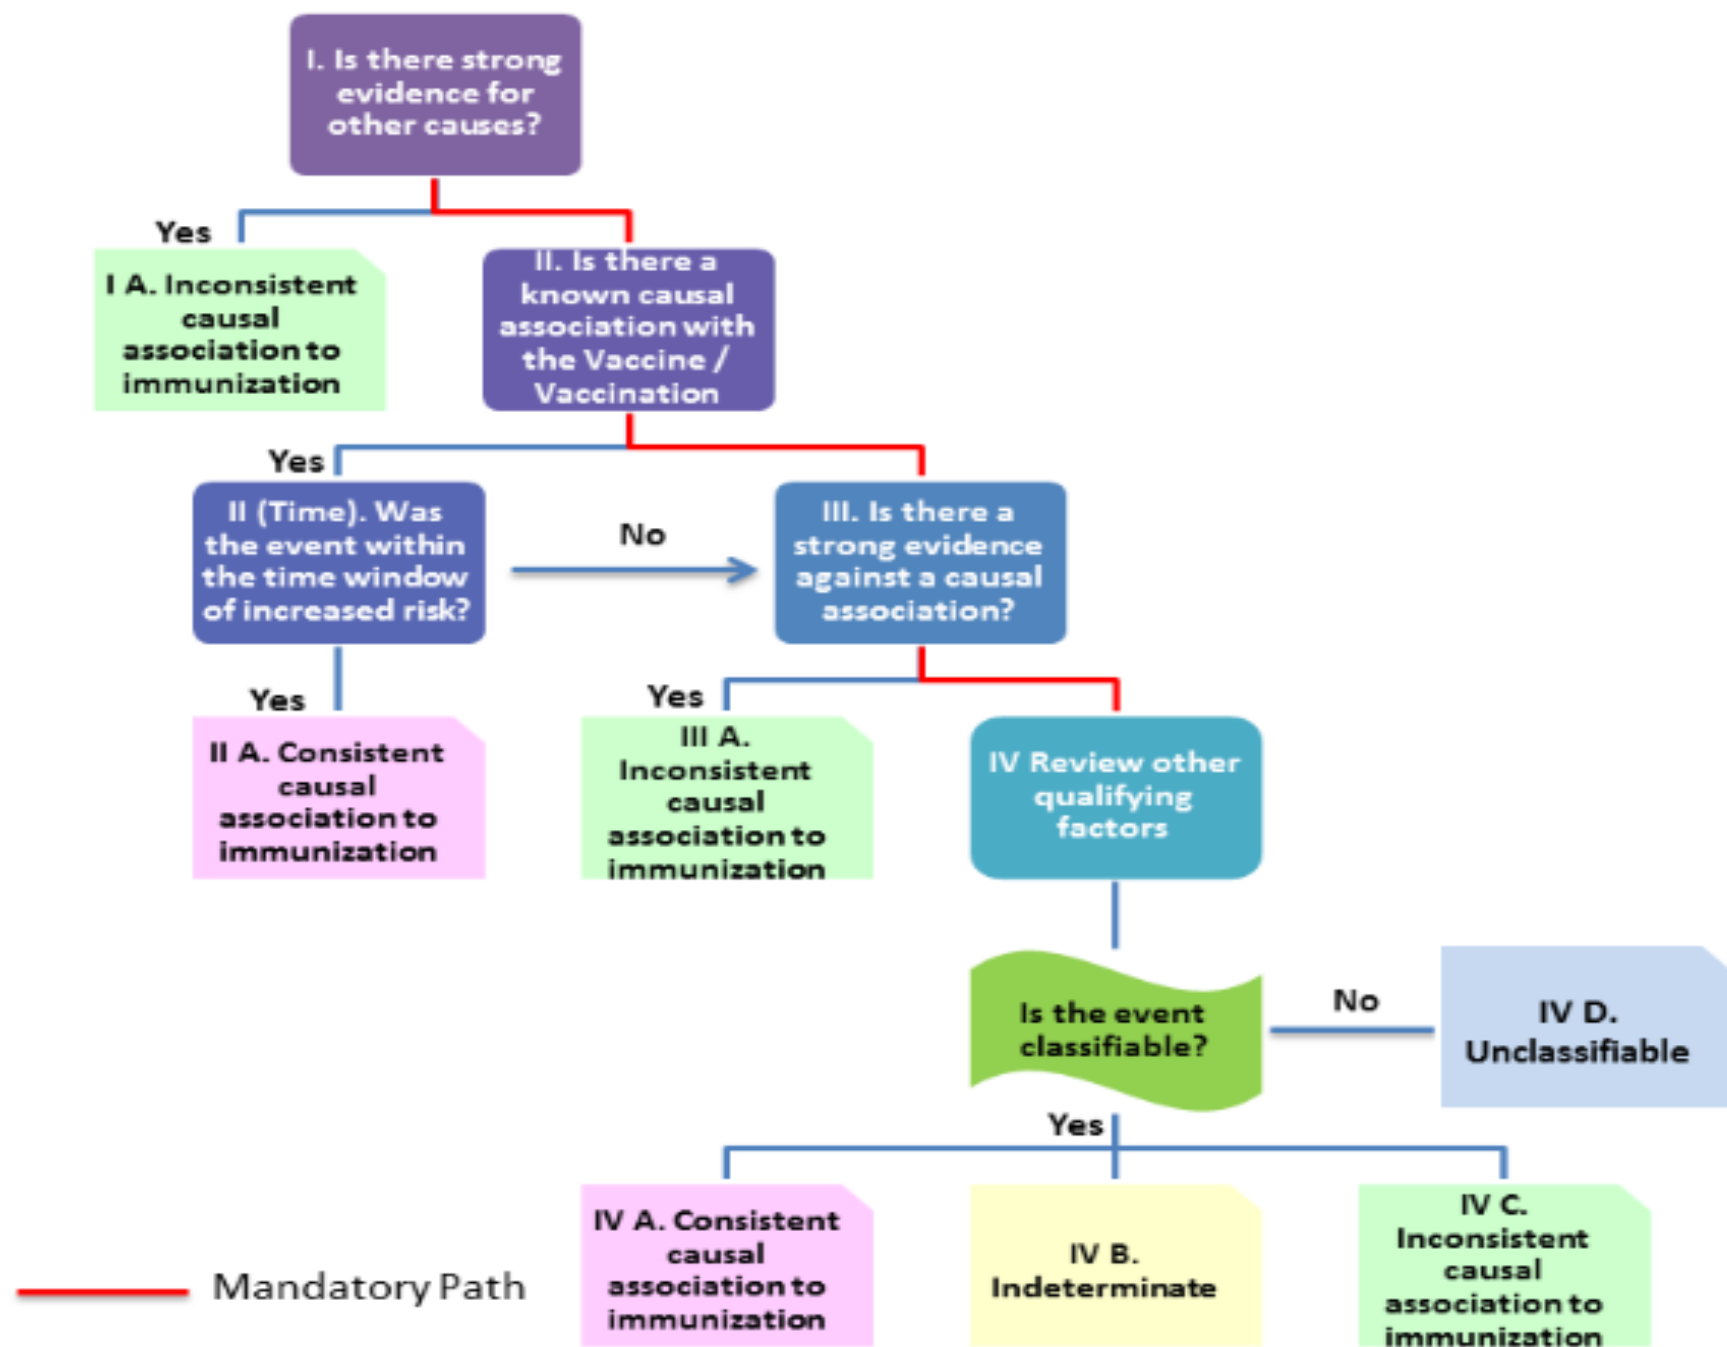 I. Is there strong
evidence for
other causes?
Yes
I A. Inconsistent
causal
association to
immunization
II. Is there a
known causal
association with
the Vaccine /
Vaccination
Yes
II (Time). Was
the event within
the time window
of increased risk?
No
III. Is there a
strong evidence
against a causal
association?
Yes
II A. Consistent
causal
association to
immunization
Yes
III A.
Inconsistent
causal
association to
immunization
IV Review other
qualifying
factors
Is the event
classifiable?
No
IV D.
Unclassifiable
Yes
IV A. Consistent
causal
association to
immunization
IV B.
Indeterminate
IV C.
Inconsistent
causal
association to
immunization
Mandatory Path